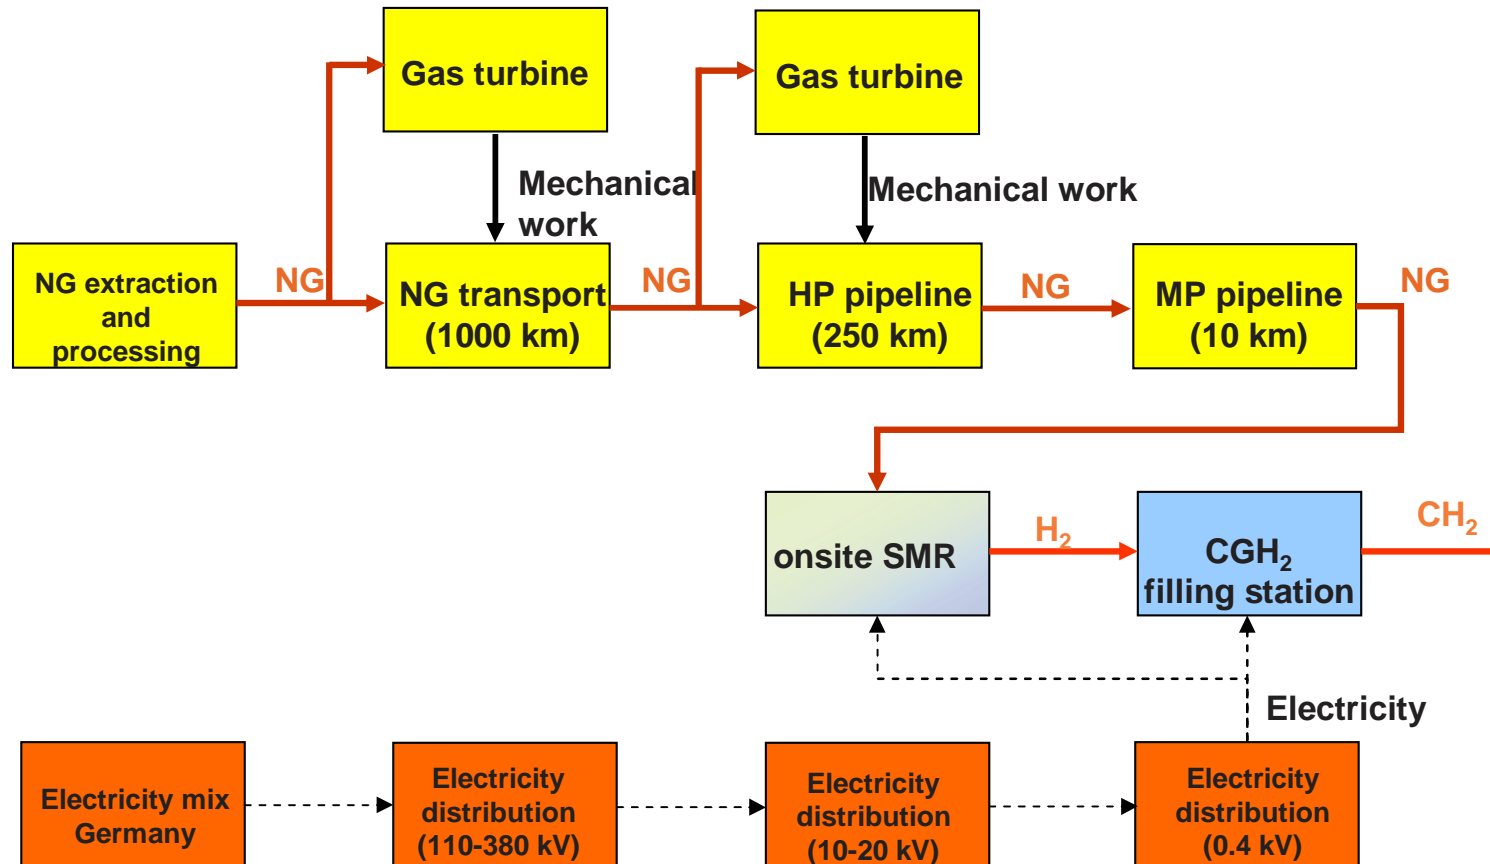 Gas turbine
Gas turbine
Mechanical
work
Mechanical work
NG extraction
and
processing
NG
NG transport
(1000 km)
NG
HP pipeline
(250 km)
NG
MP pipeline
(10 km)
NG
onsite SMR
H₂
CGH₂
filling station
CH₂
Electricity
Electricity mix
Germany
Electricity
distribution
(110-380 kV)
Electricity
distribution
(10-20 kV)
Electricity
distribution
(0.4 kV)